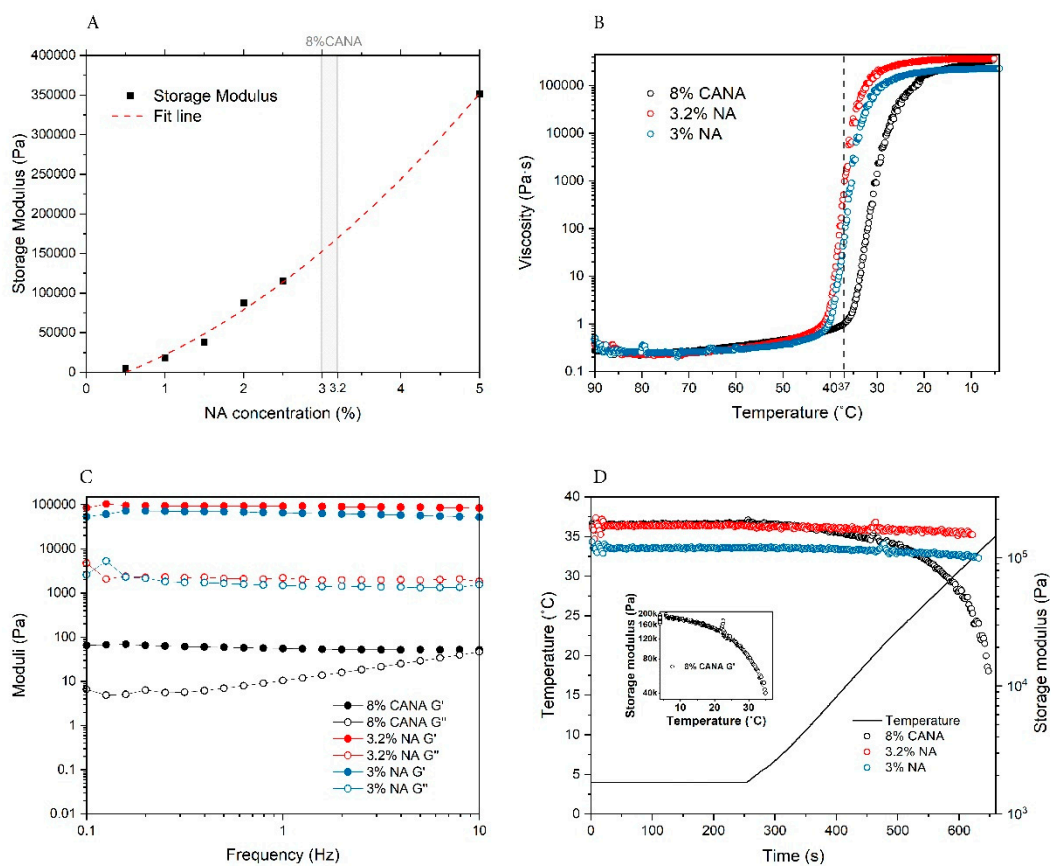 A
8%CANA
400000
350000
300000
250000
200000
150000
100000
50000
0
Storage Modulus (Pa)
Storage Modulus
Fit line
0 1 2 3 3.2 4 5
NA concentration (%)
B
100000
10000
1000
100
10
1
0.1
Viscosity (Pa·s)
8% CANA
3.2% NA
3% NA
90 80 70 60 50 40 37 30 20 10
Temperature (˚C)
C
100000
10000
1000
100
10
1
0.1
0.01
Moduli (Pa)
8% CANA G'
8% CANA G''
3.2% NA G'
3.2% NA G''
3% NA G'
3% NA G''
0.1 1 10
Frequency (Hz)
D
40
35
30
25
20
15
10
5
0
Temperature (˚C)
10⁵
10⁴
10³
Storage modulus (Pa)
200k
160k
120k
80k
40k
Storage modulus (Pa)
8% CANA G'
10 20 30
Temperature (˚C)
Temperature
8% CANA
3.2% NA
3% NA
0 100 200 300 400 500 600
Time (s)